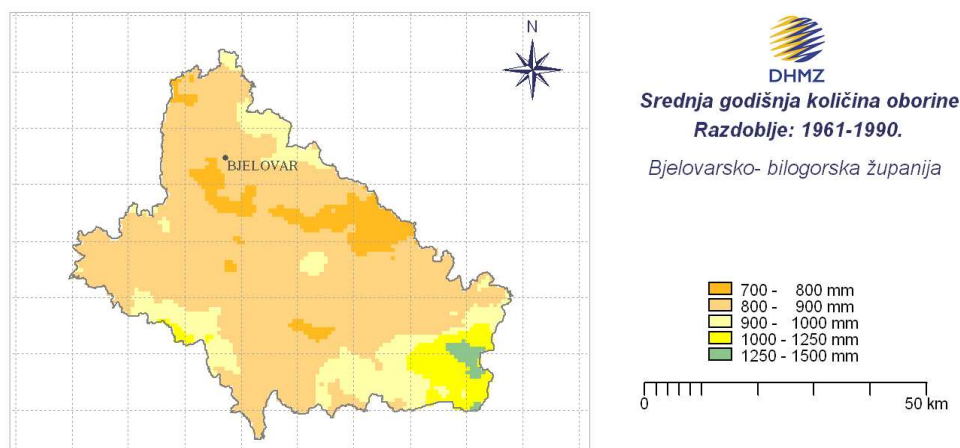 N
BJELOVAR
DHMZ
Srednja godišnja količina oborine
Razdoblje: 1961-1990.
Bjelovarsko- bilogorska županija
700 - 800 mm
800 - 900 mm
900 - 1000 mm
1000 - 1250 mm
1250 - 1500 mm
0 50 km